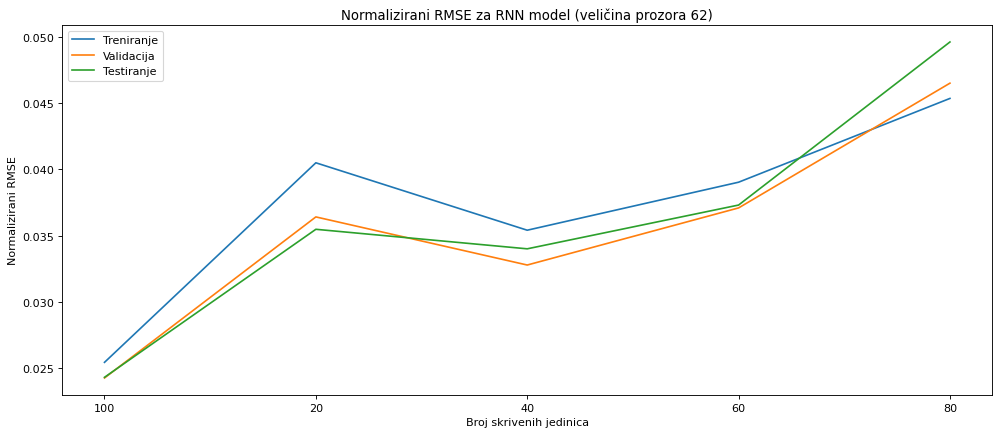 Normalizirani RMSE za RNN model (veličina prozora 62)
Treniranje
Validacija
Testiranje
Normalizirani RMSE
0.050
0.045
0.040
0.035
0.030
0.025
100 20 40 60 80
Broj skrivenih jedinica